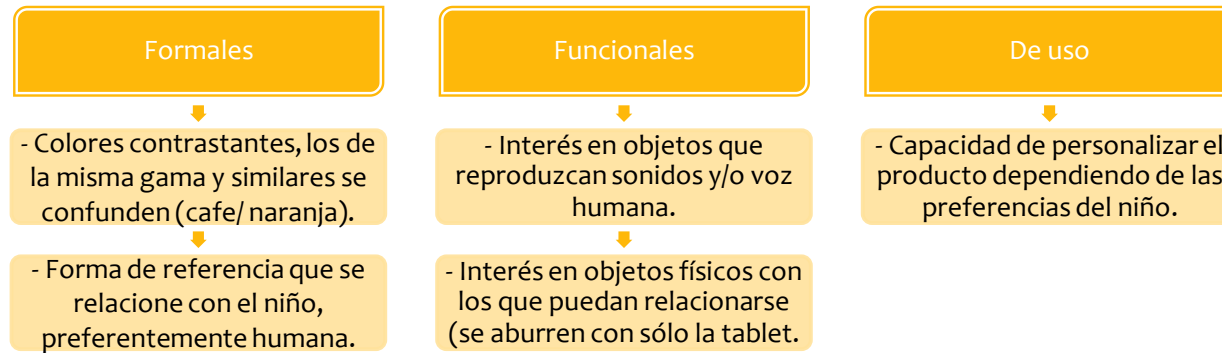 Formales
- Colores contrastantes, los de
la misma gama y similares se
confunden (cafe/ naranja).
- Forma de referencia que se
relacione con el niño,
preferentemente humana.
Funcionales
- Interés en objetos que
reproduzcan sonidos y/o voz
humana.
- Interés en objetos físicos con
los que puedan relacionarse
(se aburren con sólo la tablet.
De uso
- Capacidad de personalizar el
producto dependiendo de las
preferencias del niño.